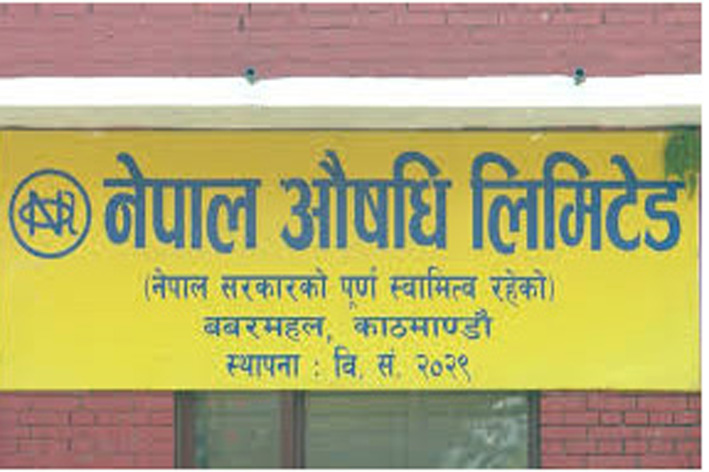 नेपाल औषधि लिमिटेड
(नेपाल सरकारको पूर्ण स्वामित्व रहेको)
बबरमहल, काठमाण्डौ
स्थापना : वि. सं. २०२९